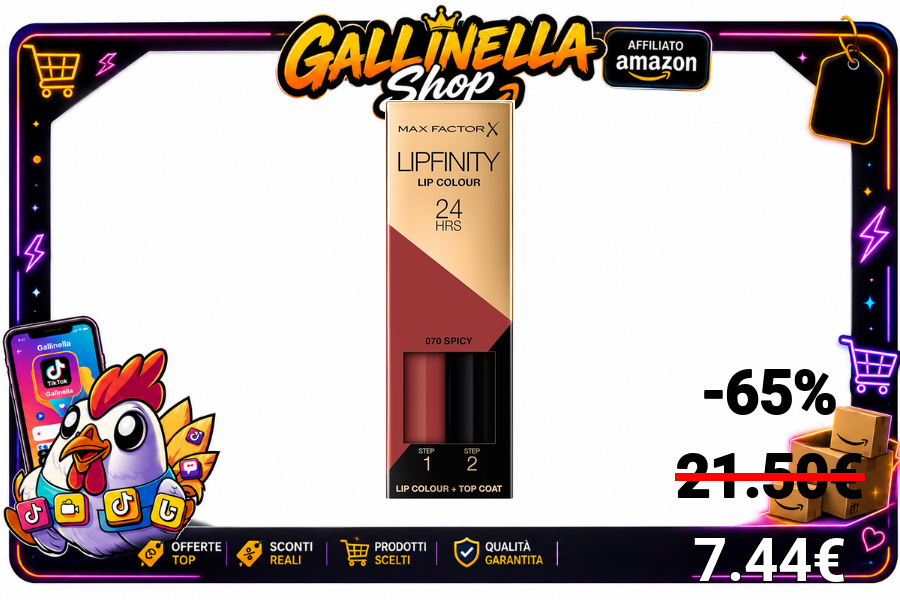 GALLINELLA
Shop
AFFILIATO
amazon
MAX FACTOR X
LIPFINITY
LIP COLOUR
24
HRS
070 SPICY
STEP
1
STEP
2
LIP COLOUR + TOP COAT
Gallinella
TikTok
Gallinella
-65%
21.50€
7.44€
OFFERTE
TOP
SCONTI
REALI
PRODOTTI
SCELTI
QUALITÀ
GARANTITA